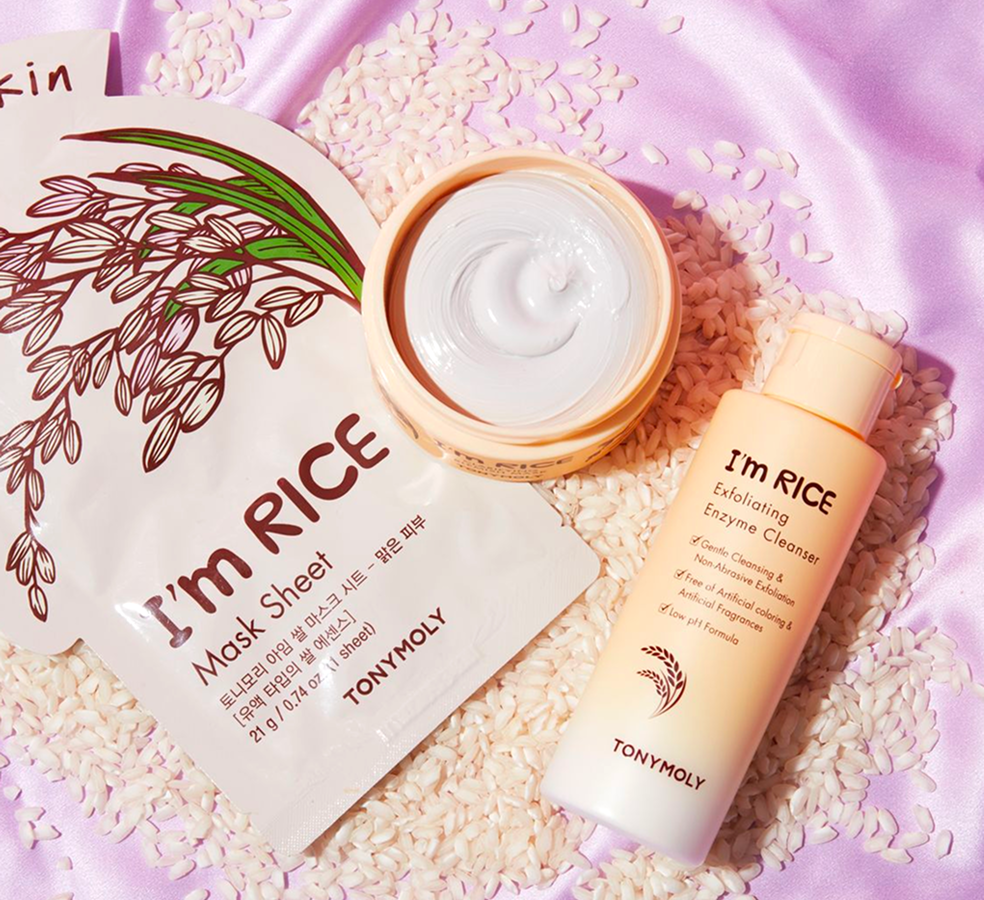 kin
I'm RICE
Mask Sheet
토니모리 아임 쌀 마스크 시트 - 맑은 피부
[유액 타입의 쌀 에센스]
21 g / 0.74 oz (1 sheet)
TONYMOLY
I'm RICE
TONYMOLY
I'm RICE
Exfoliating
Enzyme Cleanser
Gentle Cleansing &
Non-Abrasive Exfoliation
Free of Artificial coloring &
Artificial Fragrances
Low pH Formula
TONYMOLY